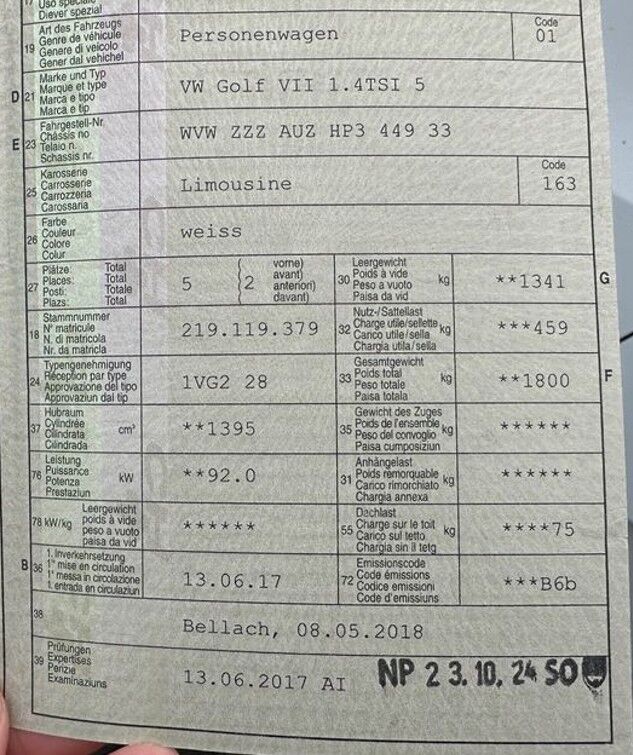 17 Uso speciale
Diever spezial
19 Art des Fahrzeugs
Genre de véhicule
Genere di veicolo
Gener dal vehichel
Personenwagen
Code
01
D 21 Marke und Typ
Marque et type
Marca e tipo
Marca e tip
VW Golf VII 1.4TSI 5
E 23 Fahrgestell-Nr.
Châssis no
Telaio n.
Schassis nr.
WVW ZZZ AUZ HP3 449 33
25 Karosserie
Carrosserie
Carrozzeria
Carossaria
Limousine
Code
163
26 Farbe
Couleur
Colore
Colur
weiss
27 Plätze: Total
Places: Total
Posti: Totale
Plazs: Total
5 2 vorne)
avant)
anteriori)
davant)
30 Leergewicht
Poids à vide
Peso a vuoto
Paisa da vid
kg
**1341
G
18 Stammnummer
N° matricule
N. di matricola
Nr. da matricla
219.119.379
32 Nutz-/Sattellast
Charge utile/sellette
Carico utile/sella
Chargia utila/sella
kg
***459
24 Typengenehmigung
Réception par type
Approvazione del tipo
Approvaziun dal tip
1VG2 28
33 Gesamtgewicht
Poids total
Peso totale
Paisa totala
kg
**1800
F
37 Hubraum
Cylindrée
Cilindrata
Cilindrada
cm³
**1395
35 Gewicht des Zuges
Poids de l'ensemble
Peso del convoglio
Paisa cumposiziun
kg
******
76 Leistung
Puissance
Potenza
Prestaziun
kW
**92.0
31 Anhängelast
Poids remorquable
Carico rimorchiato
Chargia annexa
kg
******
78 kW/kg Leergewicht
poids à vide
peso a vuoto
paisa da vid
******
55 Dachlast
Charge sur le toit
Carico sul tetto
Chargia sin il tetg
kg
****75
B 36 1. Inverkehrsetzung
1re mise en circulation
1a messa in circolazione
1. entrada en circulaziun
13.06.17
72 Emissionscode
Code émissions
Codice emissioni
Code d'emissiuns
***B6b
38
Bellach, 08.05.2018
39 Prüfungen
Expertises
Perizie
Examinaziuns
13.06.2017 AI
NP 23.10.24 SO